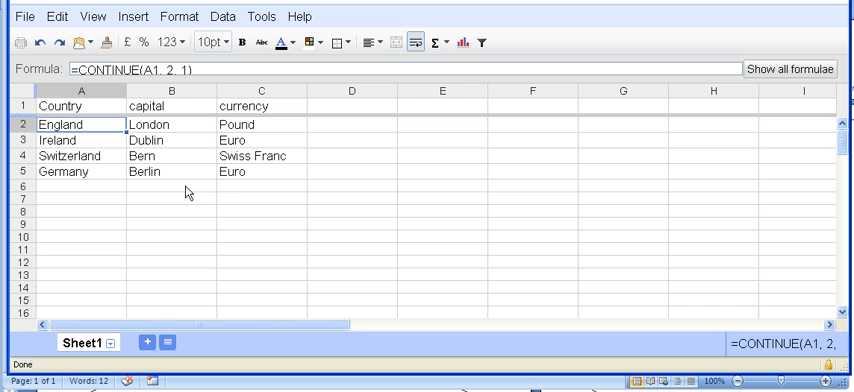 File Edit View Insert Format Data Tools Help
£ % 123 10pt B Abc A Σ
Formula: =CONTINUE(A1, 2, 1) Show all formulae
A B C D E F G H I
1 Country capital currency
2 England London Pound
3 Ireland Dublin Euro
4 Switzerland Bern Swiss Franc
5 Germany Berlin Euro
6
7
8
9
10
11
12
13
14
15
16
Sheet1 + =CONTINUE(A1, 2,
Done
Page: 1 of 1 Words: 12 100%